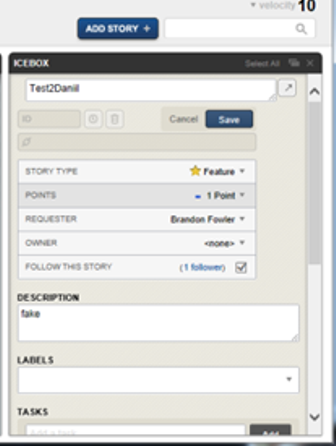 velocity 10
ADD STORY +
ICEBOX Select All
Test2Daniil
ID
Cancel Save
STORY TYPE Feature
POINTS 1 Point
REQUESTER Brandon Fowler
OWNER <none>
FOLLOW THIS STORY (1 follower)
DESCRIPTION
fake
LABELS
TASKS
Add a task Add